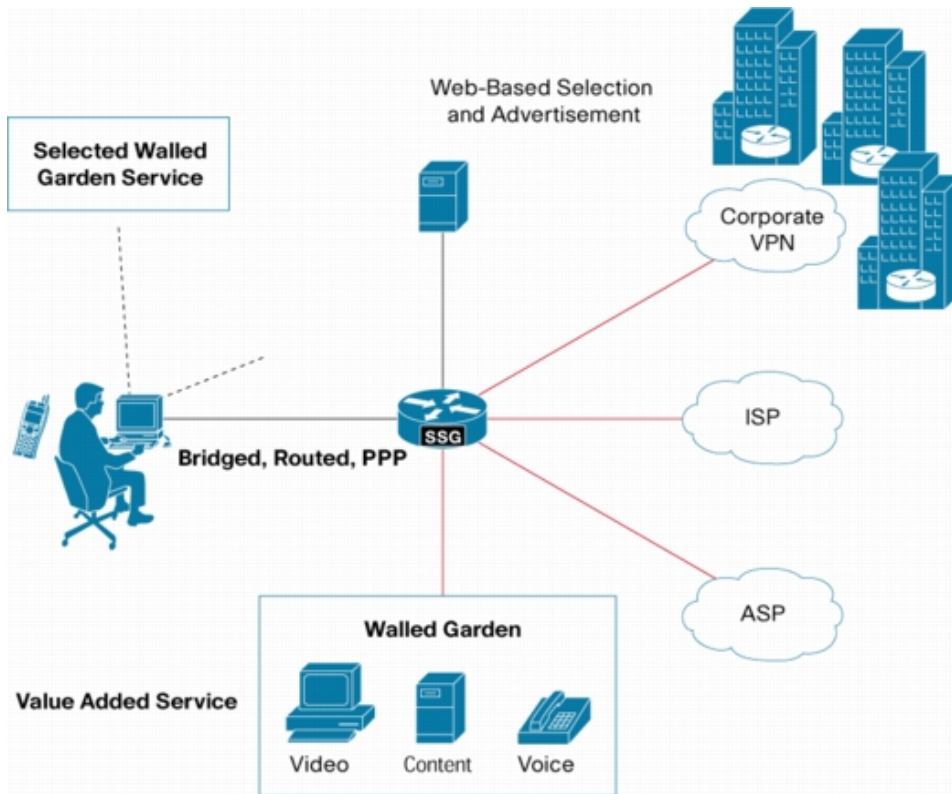 Web-Based Selection
and Advertisement
Selected Walled
Garden Service
Corporate
VPN
ISP
SSG
Bridged, Routed, PPP
ASP
Walled Garden
Value Added Service
Video
Content
Voice